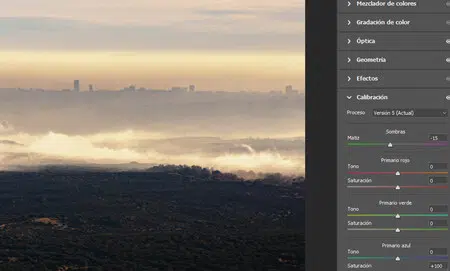 Mezclador de colores
Gradación de color
Óptica
Geometría
Efectos
Calibración
Proceso: Versión 5 (Actual)
Sombras
Matiz -15
Primario rojo
Tono 0
Saturación 0
Primario verde
Tono 0
Saturación 0
Primario azul
Tono 0
Saturación +100